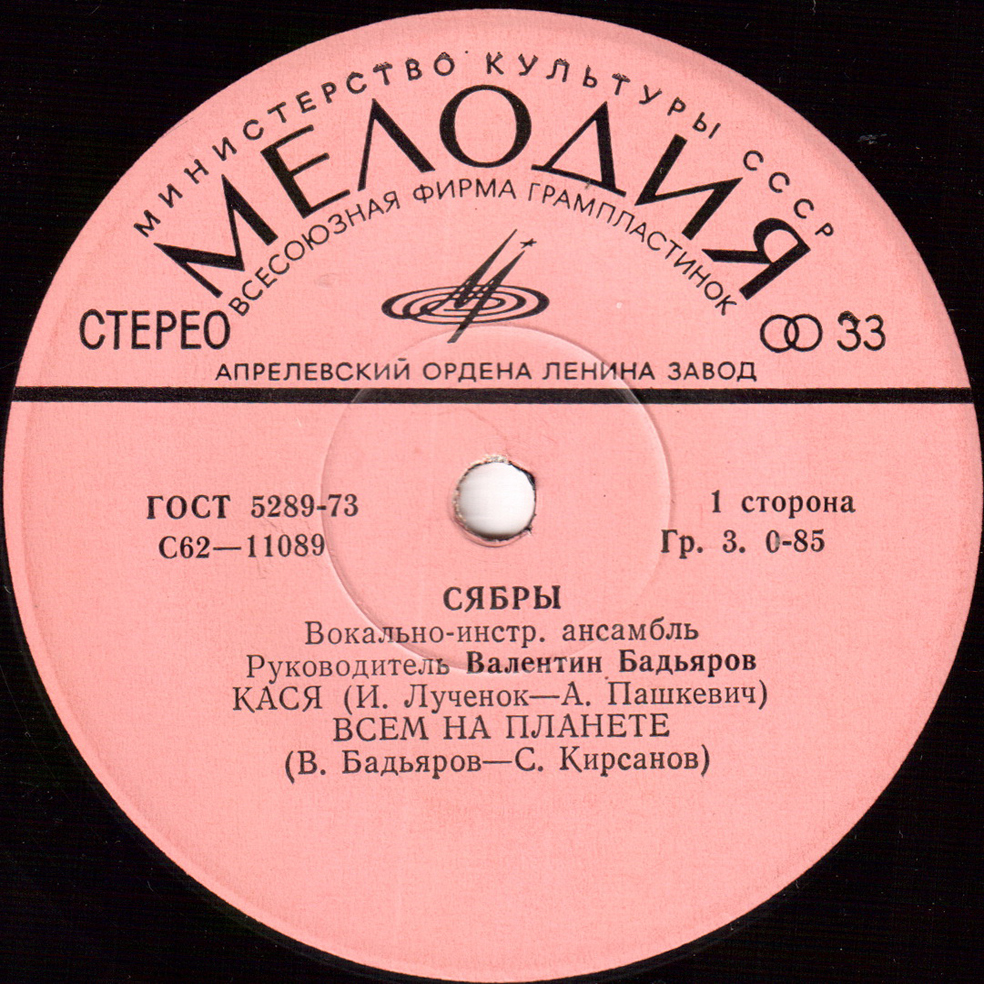 МИНИСТЕРСТВО КУЛЬТУРЫ СССР
МЕЛОДИЯ
ВСЕСОЮЗНАЯ ФИРМА ГРАМПЛАСТИНОК
СТЕРЕО
33
АПРЕЛЕВСКИЙ ОРДЕНА ЛЕНИНА ЗАВОД
ГОСТ 5289-73
1 сторона
С62—11089
Гр. 3. 0-85
СЯБРЫ
Вокально-инстр. ансамбль
Руководитель Валентин Бадьяров
КАСЯ (И. Лученок—А. Пашкевич)
ВСЕМ НА ПЛАНЕТЕ
(В. Бадьяров—С. Кирсанов)